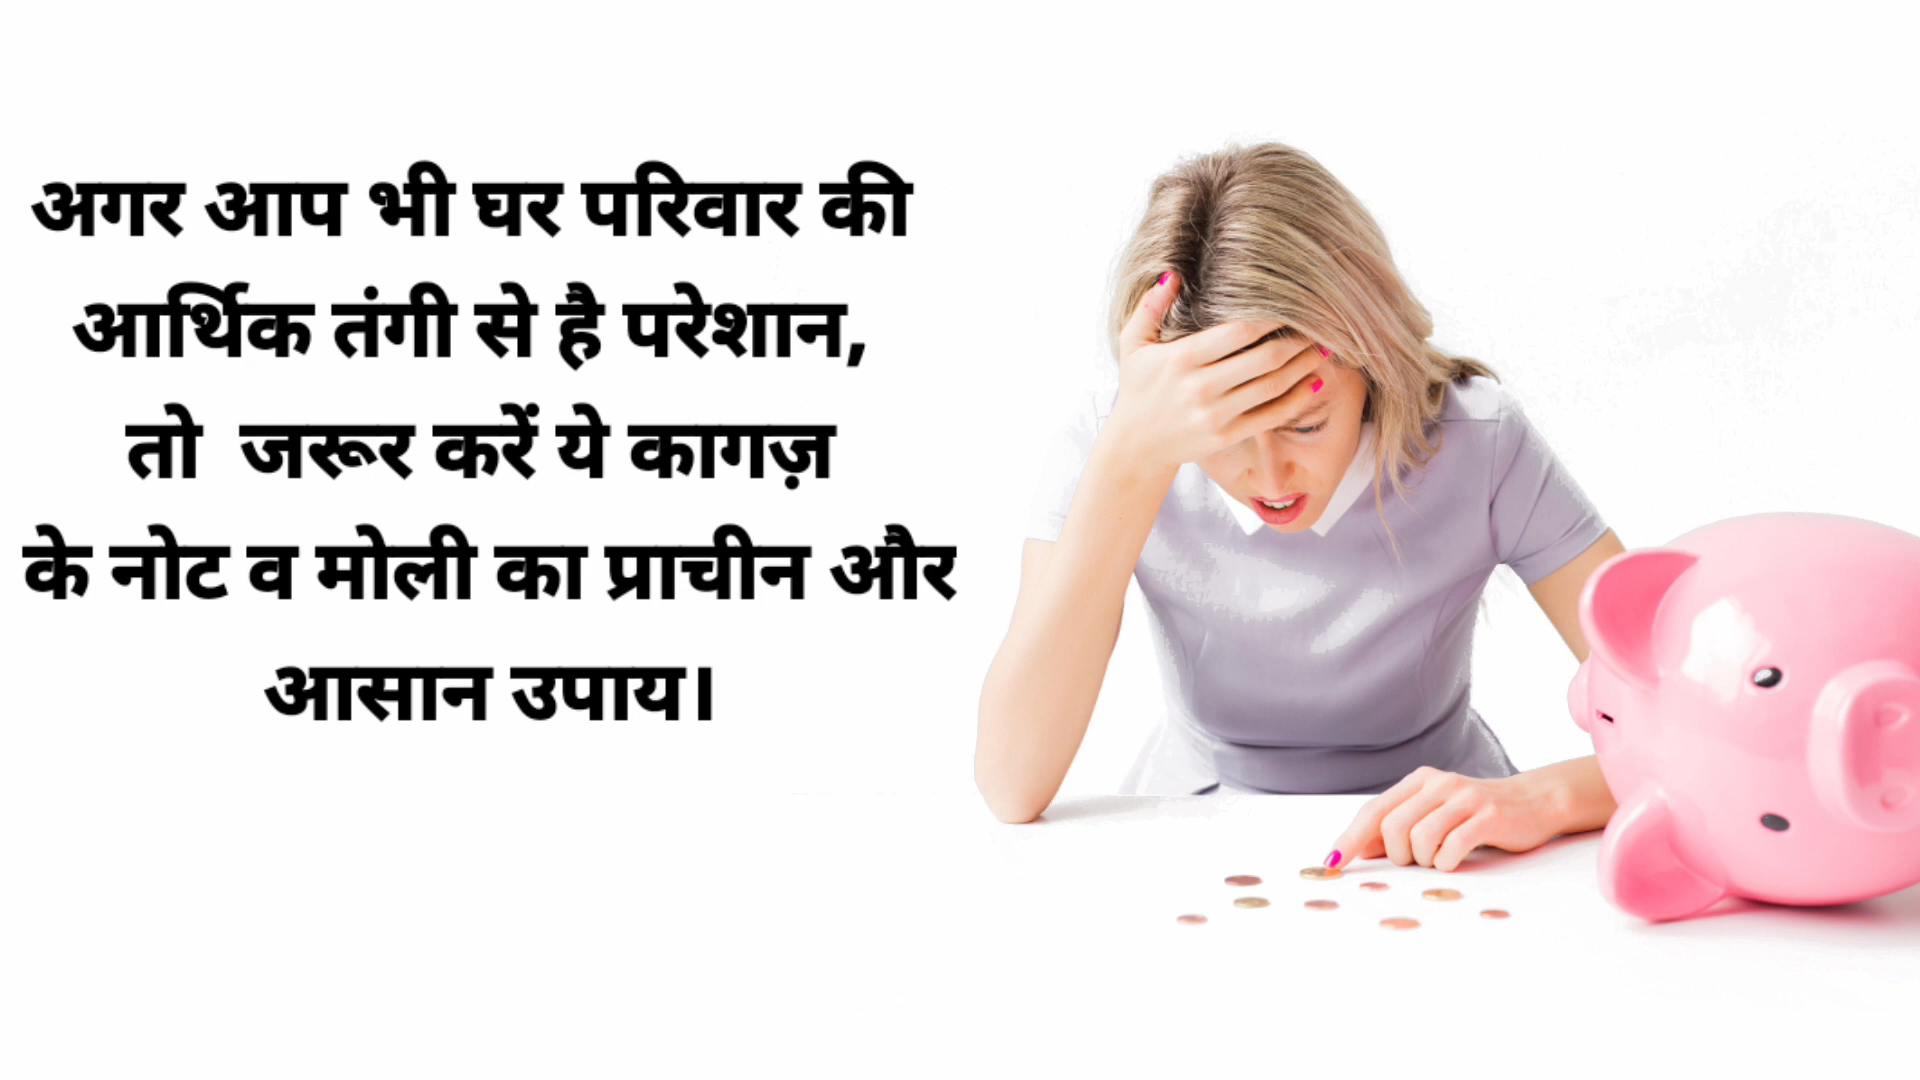 अगर आप भी घर परिवार की
आर्थिक तंगी से है परेशान,
तो जरूर करें ये कागज़
के नोट व मोली का प्राचीन और
आसान उपाय।